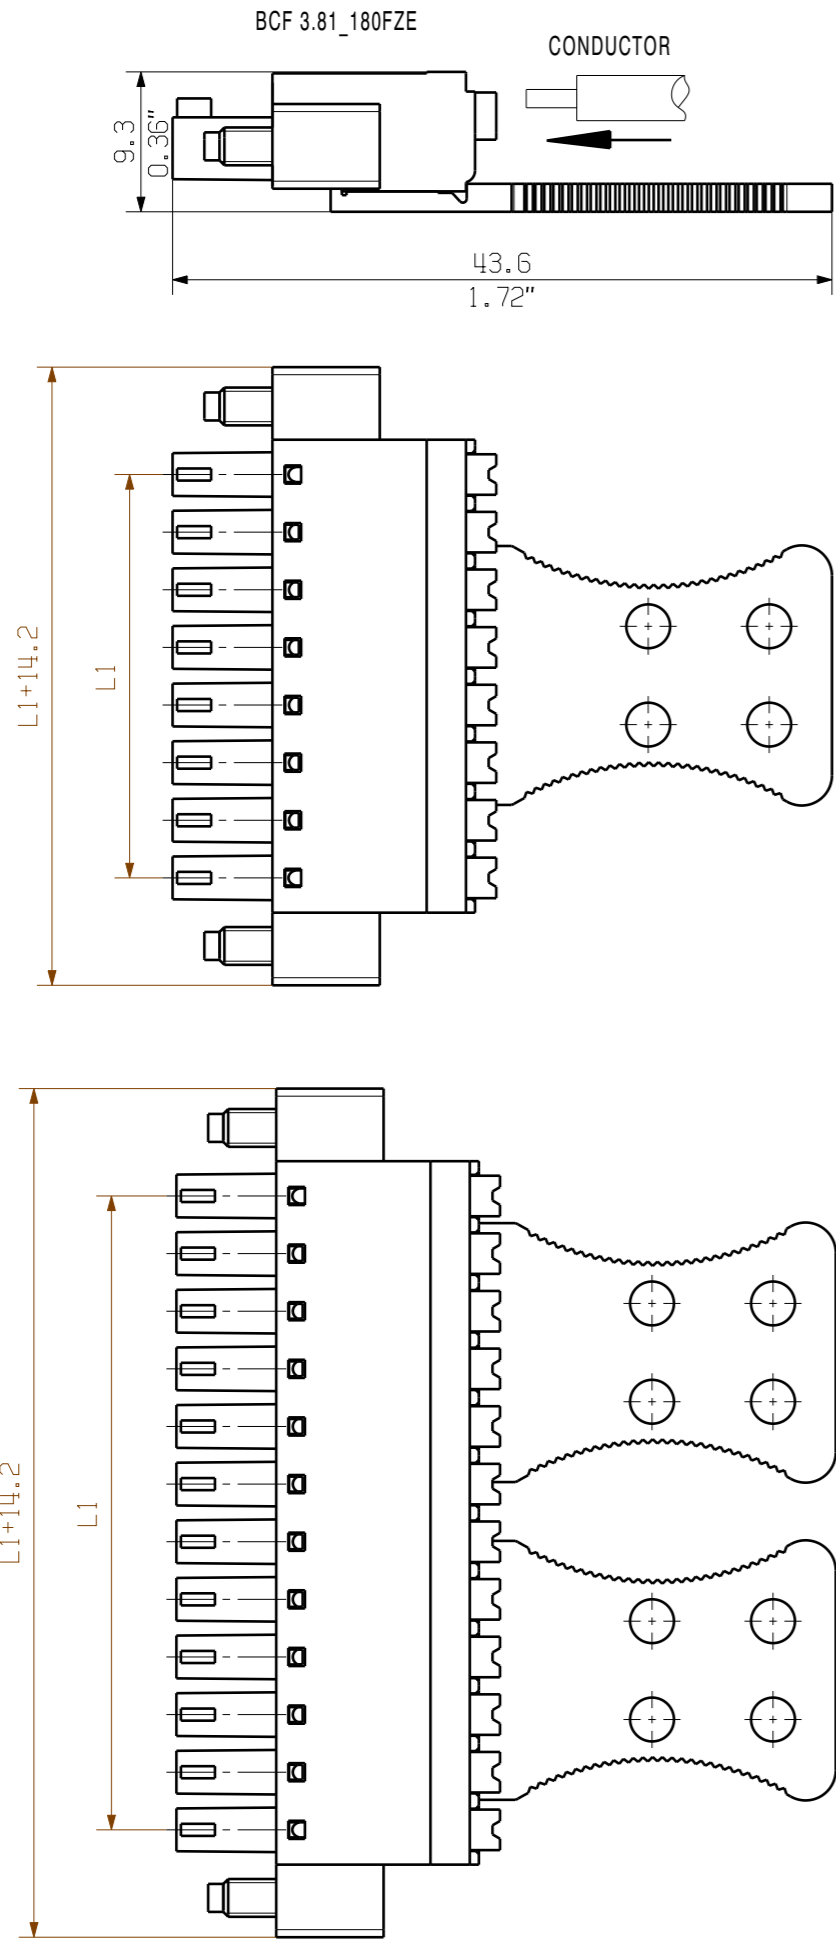 BCF 3.81_180FZE
CONDUCTOR
9.3
0.36"
43.6
1.72"
L1+14.2
L1
L1+14.2
L1